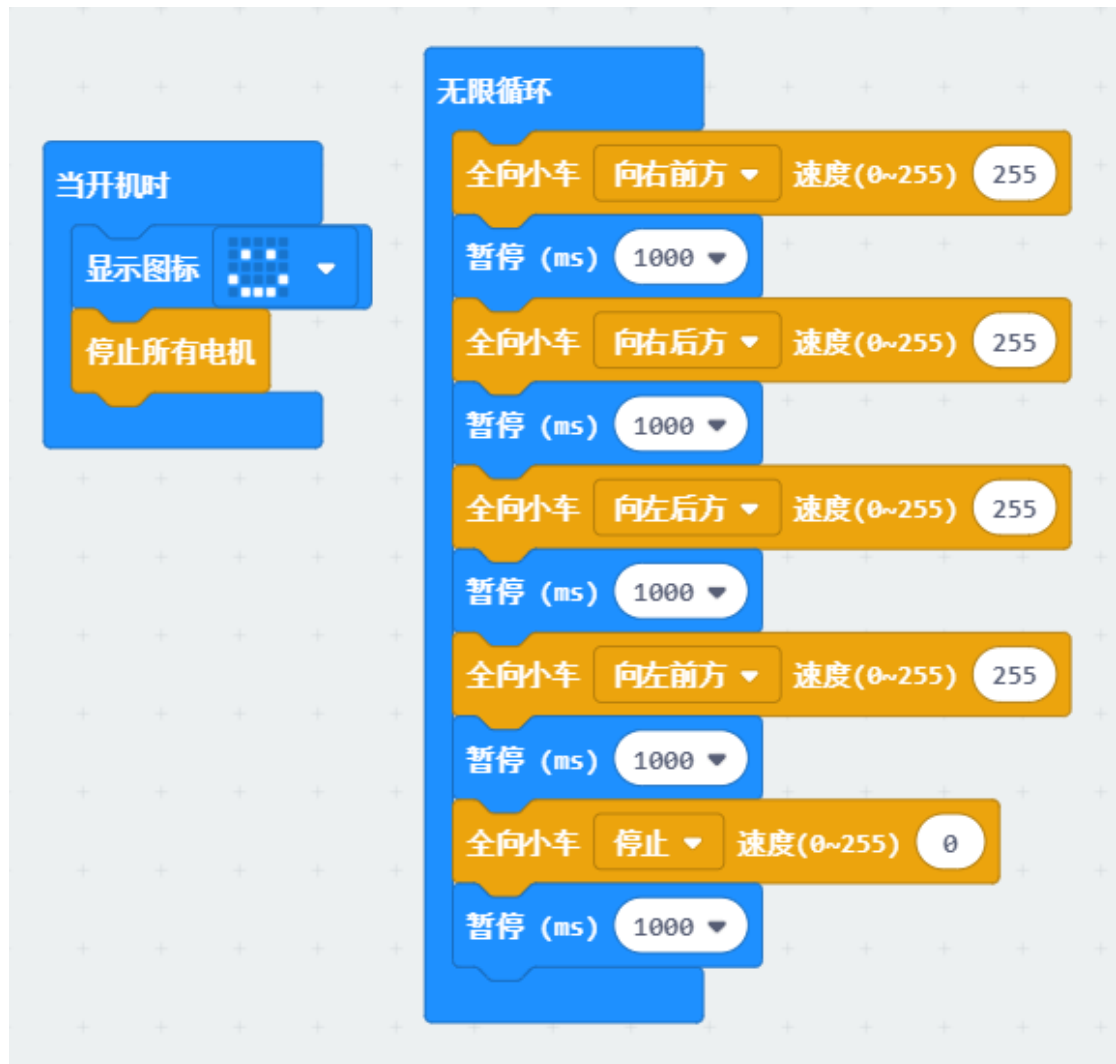 当开机时
显示图标
停止所有电机
无限循环
全向小车 向右前方 速度(0~255) 255
暂停 (ms) 1000
全向小车 向右后方 速度(0~255) 255
暂停 (ms) 1000
全向小车 向左后方 速度(0~255) 255
暂停 (ms) 1000
全向小车 向左前方 速度(0~255) 255
暂停 (ms) 1000
全向小车 停止 速度(0~255) 0
暂停 (ms) 1000